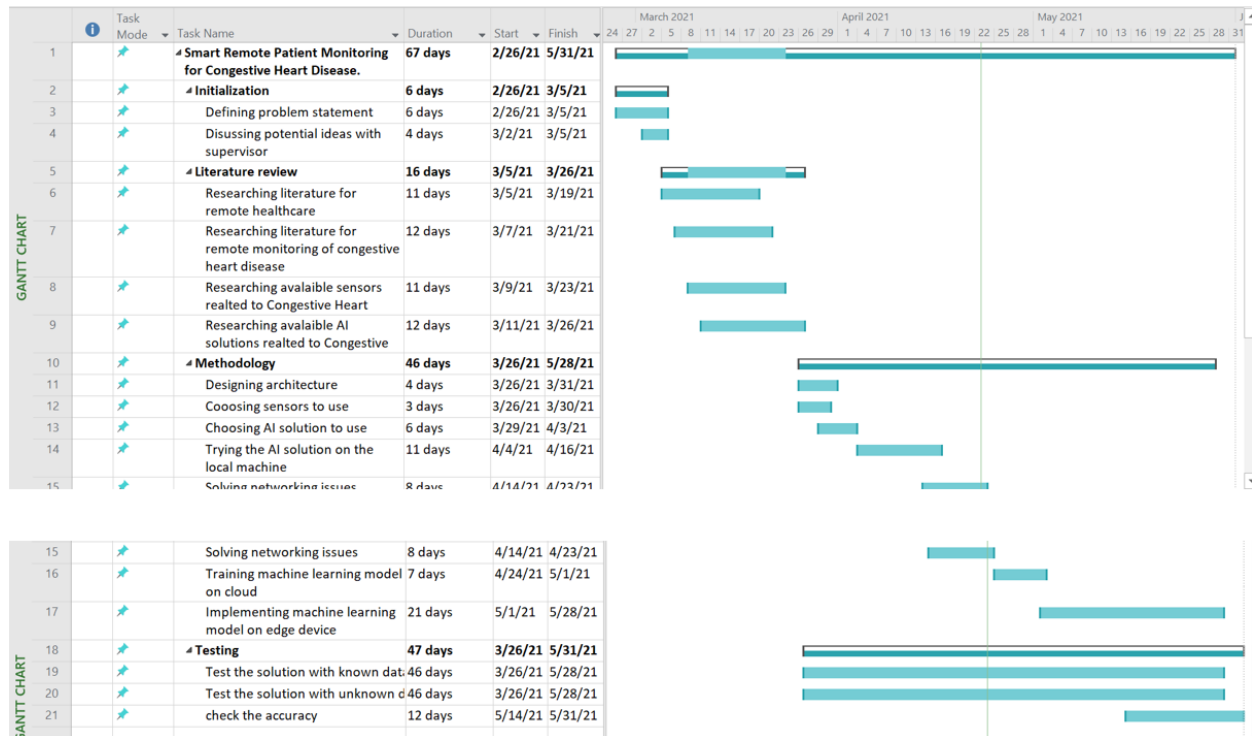 Task
Mode Task Name Duration Start Finish
March 2021 April 2021 May 2021 J
24 27 2 5 8 11 14 17 20 23 26 29 1 4 7 10 13 16 19 22 25 28 1 4 7 10 13 16 19 22 25 28 31
GANTT CHART
1 Smart Remote Patient Monitoring 67 days 2/26/21 5/31/21
for Congestive Heart Disease.
2 Initialization 6 days 2/26/21 3/5/21
3 Defining problem statement 6 days 2/26/21 3/5/21
4 Disussing potential ideas with 4 days 3/2/21 3/5/21
supervisor
5 Literature review 16 days 3/5/21 3/26/21
6 Researching literature for 11 days 3/5/21 3/19/21
remote healthcare
7 Researching literature for 12 days 3/7/21 3/21/21
remote monitoring of congestive
heart disease
8 Researching avalaible sensors 11 days 3/9/21 3/23/21
realted to Congestive Heart
9 Researching avalaible AI 12 days 3/11/21 3/26/21
solutions realted to Congestive
10 Methodology 46 days 3/26/21 5/28/21
11 Designing architecture 4 days 3/26/21 3/31/21
12 Cooosing sensors to use 3 days 3/26/21 3/30/21
13 Choosing AI solution to use 6 days 3/29/21 4/3/21
14 Trying the AI solution on the 11 days 4/4/21 4/16/21
local machine
15 Solving networking issues 8 days 4/14/21 4/23/21
15 Solving networking issues 8 days 4/14/21 4/23/21
16 Training machine learning model 7 days 4/24/21 5/1/21
on cloud
17 Implementing machine learning 21 days 5/1/21 5/28/21
model on edge device
18 Testing 47 days 3/26/21 5/31/21
19 Test the solution with known dat 46 days 3/26/21 5/28/21
20 Test the solution with unknown d 46 days 3/26/21 5/28/21
21 check the accuracy 12 days 5/14/21 5/31/21
GANTT CHART